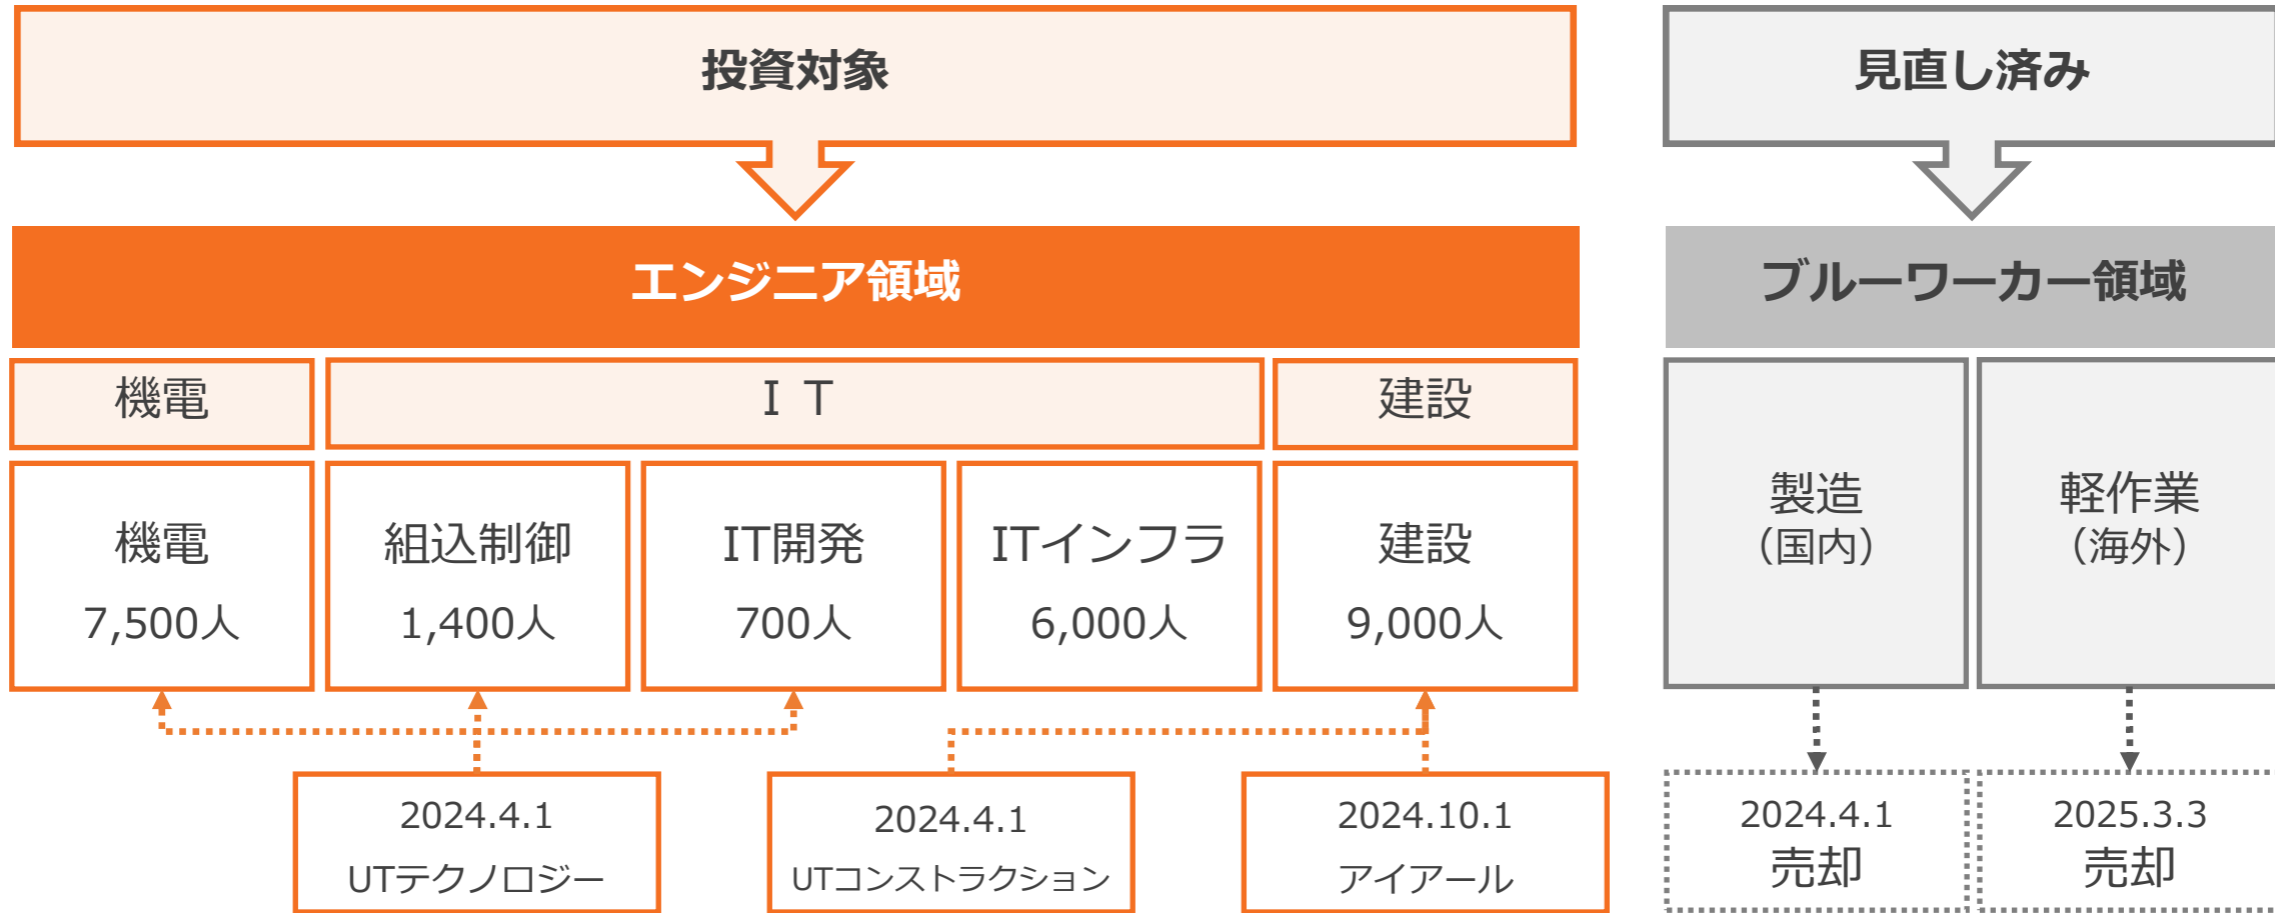 投資対象
見直し済み
エンジニア領域
ブルーワーカー領域
機電
ＩＴ
建設
機電
7,500人
組込制御
1,400人
IT開発
700人
ITインフラ
6,000人
建設
9,000人
製造
（国内）
軽作業
（海外）
2024.4.1
UTテクノロジー
2024.4.1
UTコンストラクション
2024.10.1
アイアール
2024.4.1
売却
2025.3.3
売却